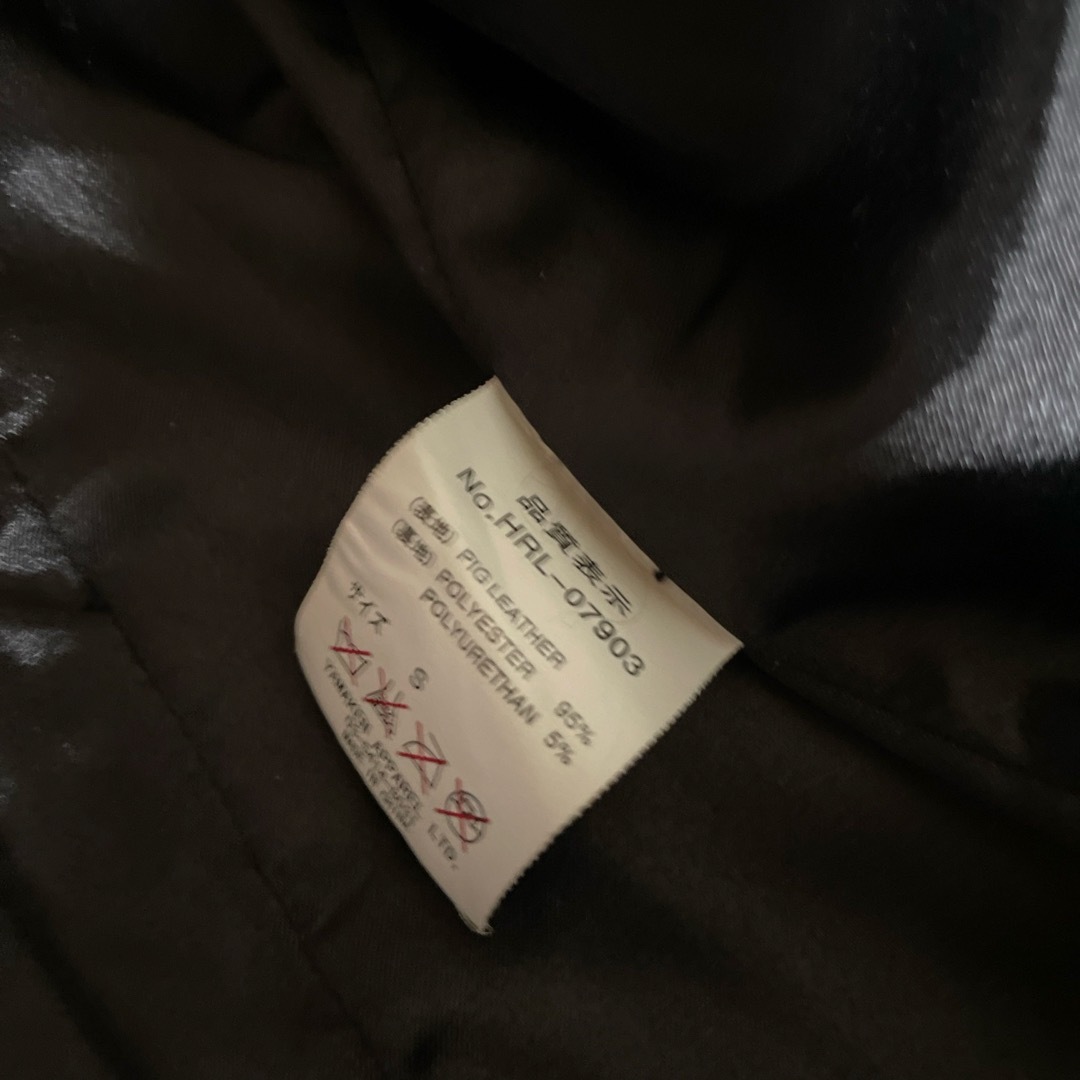 品質表示
No.HRL-07903
(表地) PIG LEATHER
(裏地) POLYESTER 95%
POLYURETHAN 5%
サイズ S
APPAREL LTD.